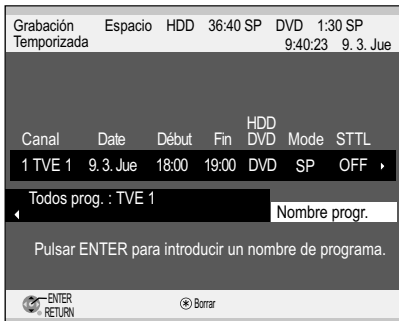 Grabación Espacio HDD 36:40 SP DVD 1:30 SP
Temporizada 9:40:23 9. 3. Jue
HDD
Canal Date Début Fin DVD Mode STTL
1 TVE 1 9. 3. Jue 18:00 19:00 DVD SP OFF
Todos prog. : TVE 1
Nombre progr.
Pulsar ENTER para introducir un nombre de programa.
ENTER
RETURN
Borrar